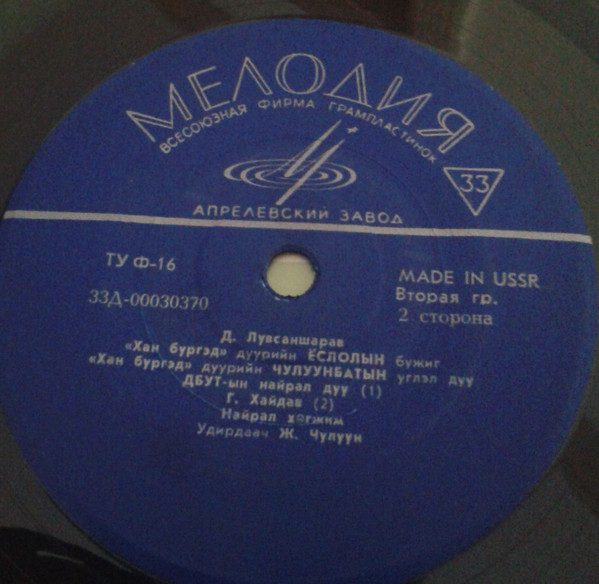 МЕЛОДИЯ
ВСЕСОЮЗНАЯ ФИРМА ГРАМПЛАСТИНОК
33
АПРЕЛЕВСКИЙ ЗАВОД
ТУ Ф-16
MADE IN USSR
33Д-00030370
Вторая гр.
2 сторона
Д. Лувсаншарав
«Хан бүргэд» дуурийн ЁСЛОЛЫН бүжиг
«Хан бүргэд» дуурийн ЧУЛУУНБАТЫН үглэл дуу
ДБУТ-ын найрал дуу (1)
Г. Хайдав (2)
Найрал хөгжим
Удирдаач Ж. Чулуун